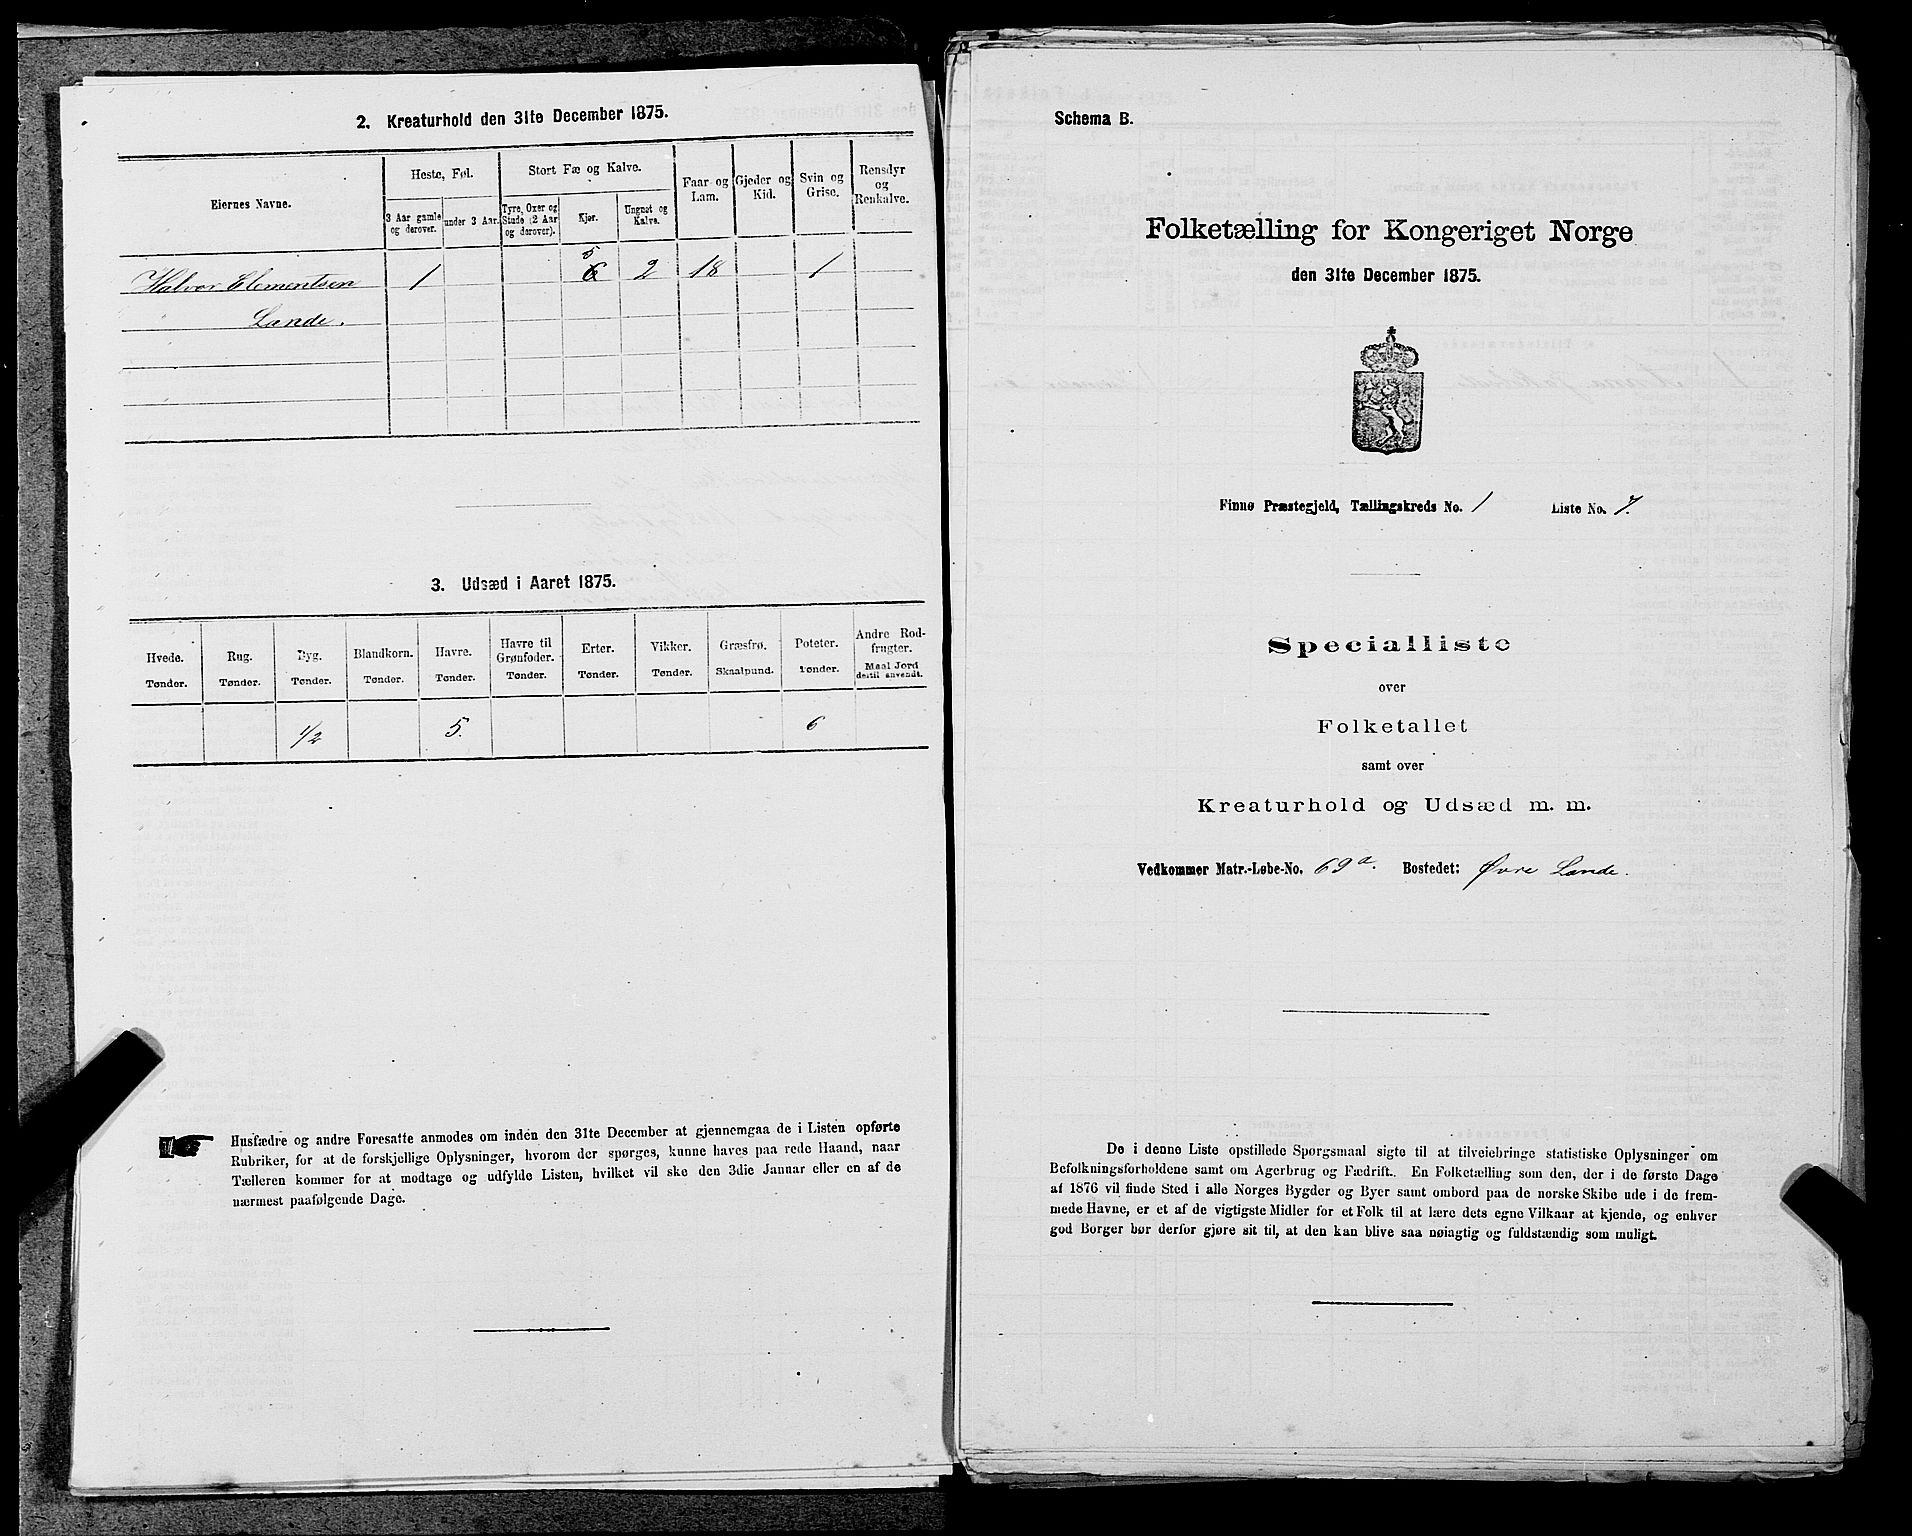 2. Kreaturhold den 31te December 1875.
Eiernes Navne.
Heste, Føl.
Stort Fæ og Kalve.
Faar og Lam.
Gjeder og Kid.
Svin og Grise.
Rensdyr og Renkalve.
3 Aar gamle og derover.
under 3 Aar.
Tyre, Oxer og Stude (2 Aar og derover).
Kjør.
Ungnøt og Kalve.
5
Halvor Clementsen 1 6 2 18 1
Lande.
3. Udsæd i Aaret 1875.
Hvede. Rug. Byg. Blandkorn. Havre. Havre til Grønfoder. Erter. Vikker. Græsfrø. Poteter. Andre Rodfrugter.
Tønder. Tønder. Tønder. Tønder. Tønder. Tønder. Tønder. Tønder. Skaalpund. Tønder. Maal Jord dertil anvendt.
1/2 5. 6
Husfædre og andre Foresatte anmodes om inden den 31te December at gjennemgaa de i Listen opførte
Rubriker, for at de forskjellige Oplysninger, hvorom der spørges, kunne haves paa rede Haand, naar
Tælleren kommer for at modtage og udfylde Listen, hvilket vil ske den 3die Januar eller en af de
nærmest paafølgende Dage.
Schema B.
Folketælling for Kongeriget Norge
den 31te December 1875.
Finnø Præstegjeld, Tællingskreds No. 1 Liste No. 7.
Specialliste
over
Folketallet
samt over
Kreaturhold og Udsæd m. m.
Vedkommer Matr.-Løbe-No. 69a. Bostedet: Øvre Lande.
De i denne Liste opstillede Spørgsmaal sigte til at tilveiebringe statistiske Oplysninger om
Befolkningsforholdene samt om Agerbrug og Fædrift. En Folketælling som den, der i de første Dage
af 1876 vil finde Sted i alle Norges Bygder og Byer samt ombord paa de norske Skibe ude i de frem-
mede Havne, er et af de vigtigste Midler for et Folk til at lære dets egne Vilkaar at kjende, og enhver
god Borger bør derfor gjøre sit til, at den kan blive saa nøiagtig og fuldstændig som muligt.